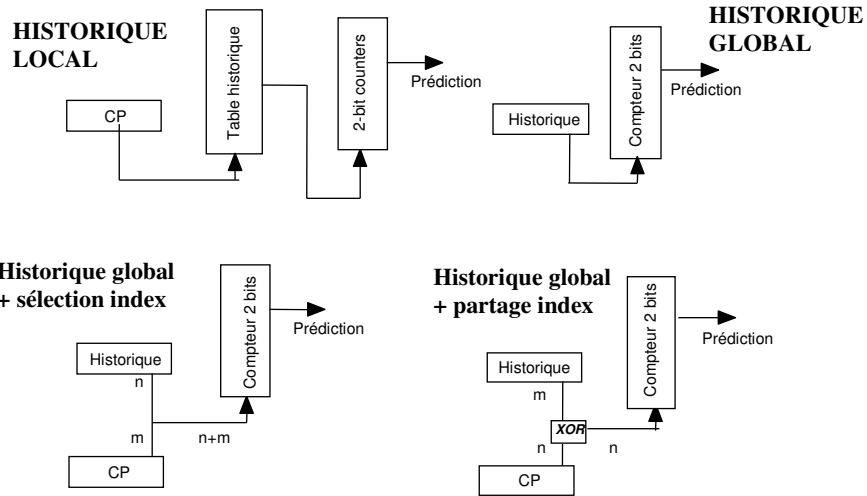 HISTORIQUE
LOCAL
CP
Table historique
2-bit counters
Prédiction
HISTORIQUE
GLOBAL
Historique
Compteur 2 bits
Prédiction
Historique global
+ sélection index
Historique
n
m
n+m
CP
Compteur 2 bits
Prédiction
Historique global
+ partage index
Historique
m
XOR
n
n
CP
Compteur 2 bits
Prédiction